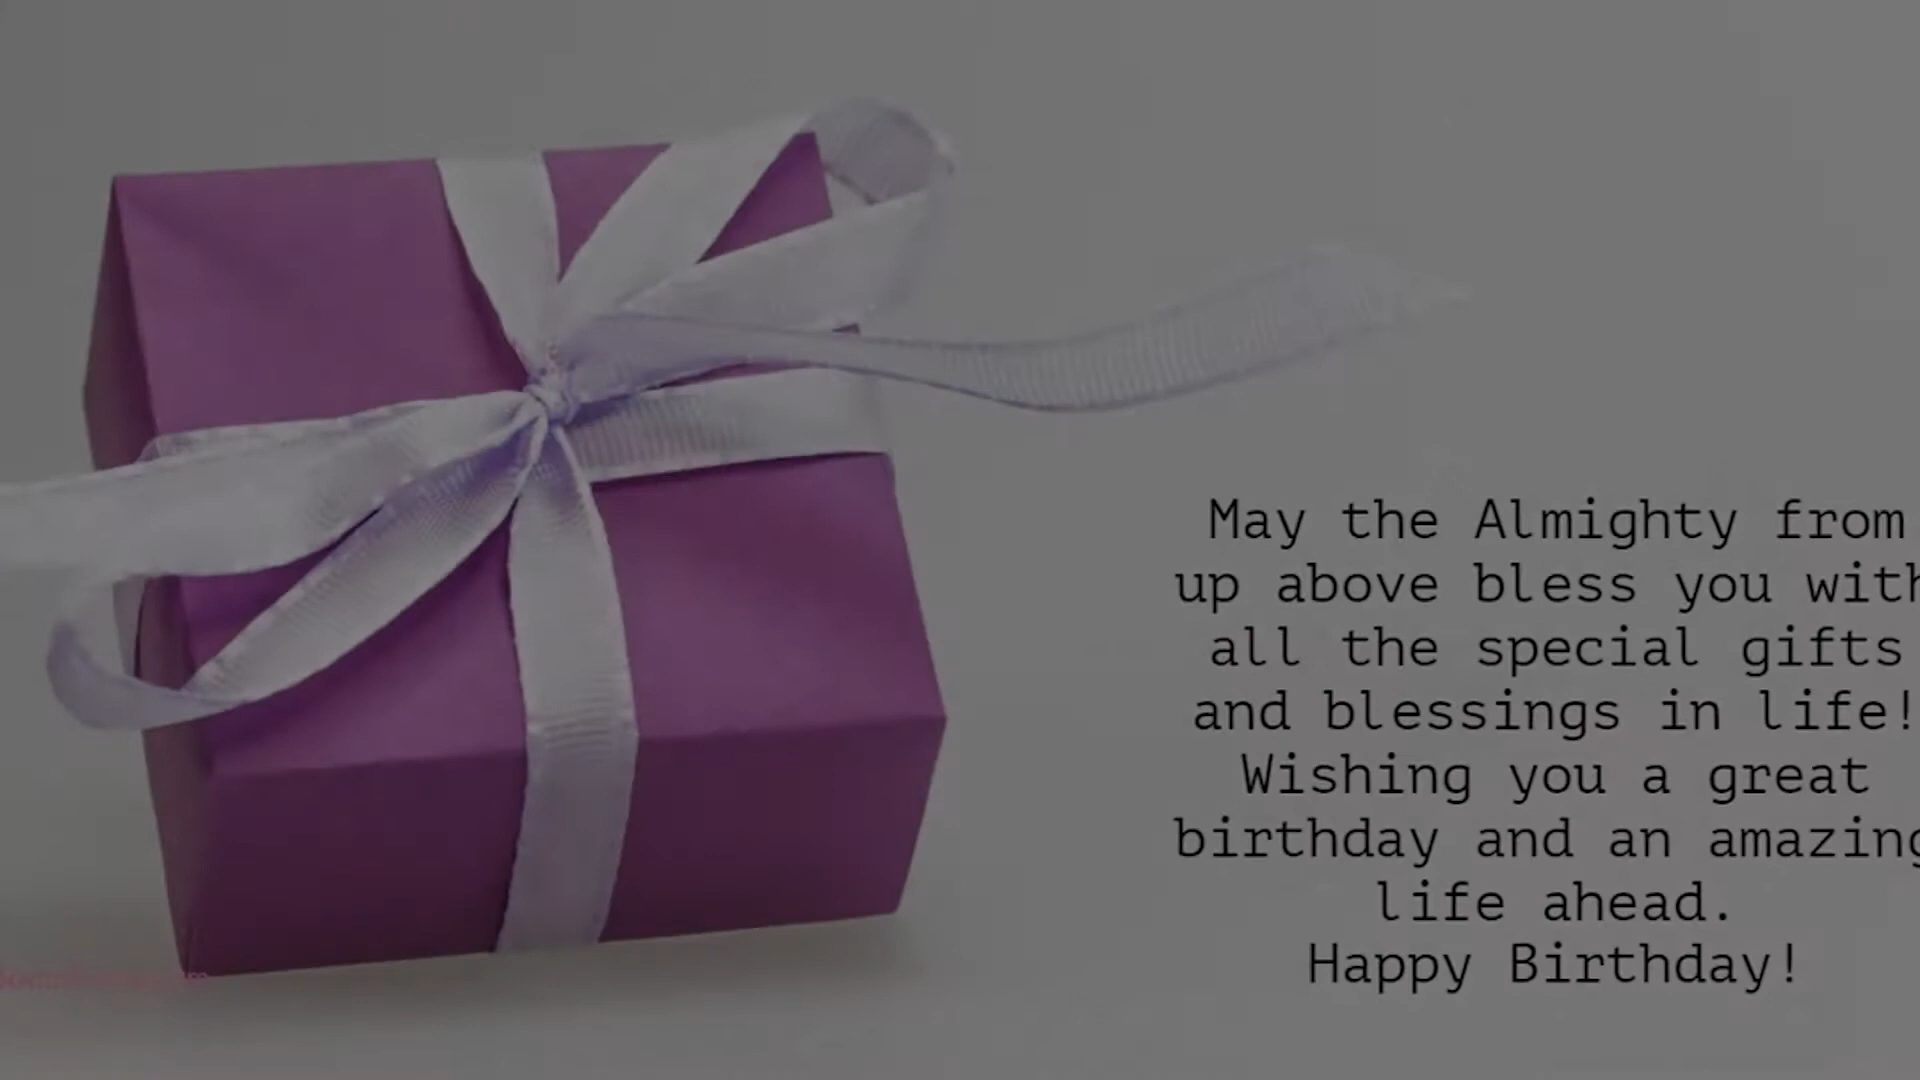 May the Almighty from
up above bless you with
all the special gifts
and blessings in life!
Wishing you a great
birthday and an amazing
life ahead.
Happy Birthday!